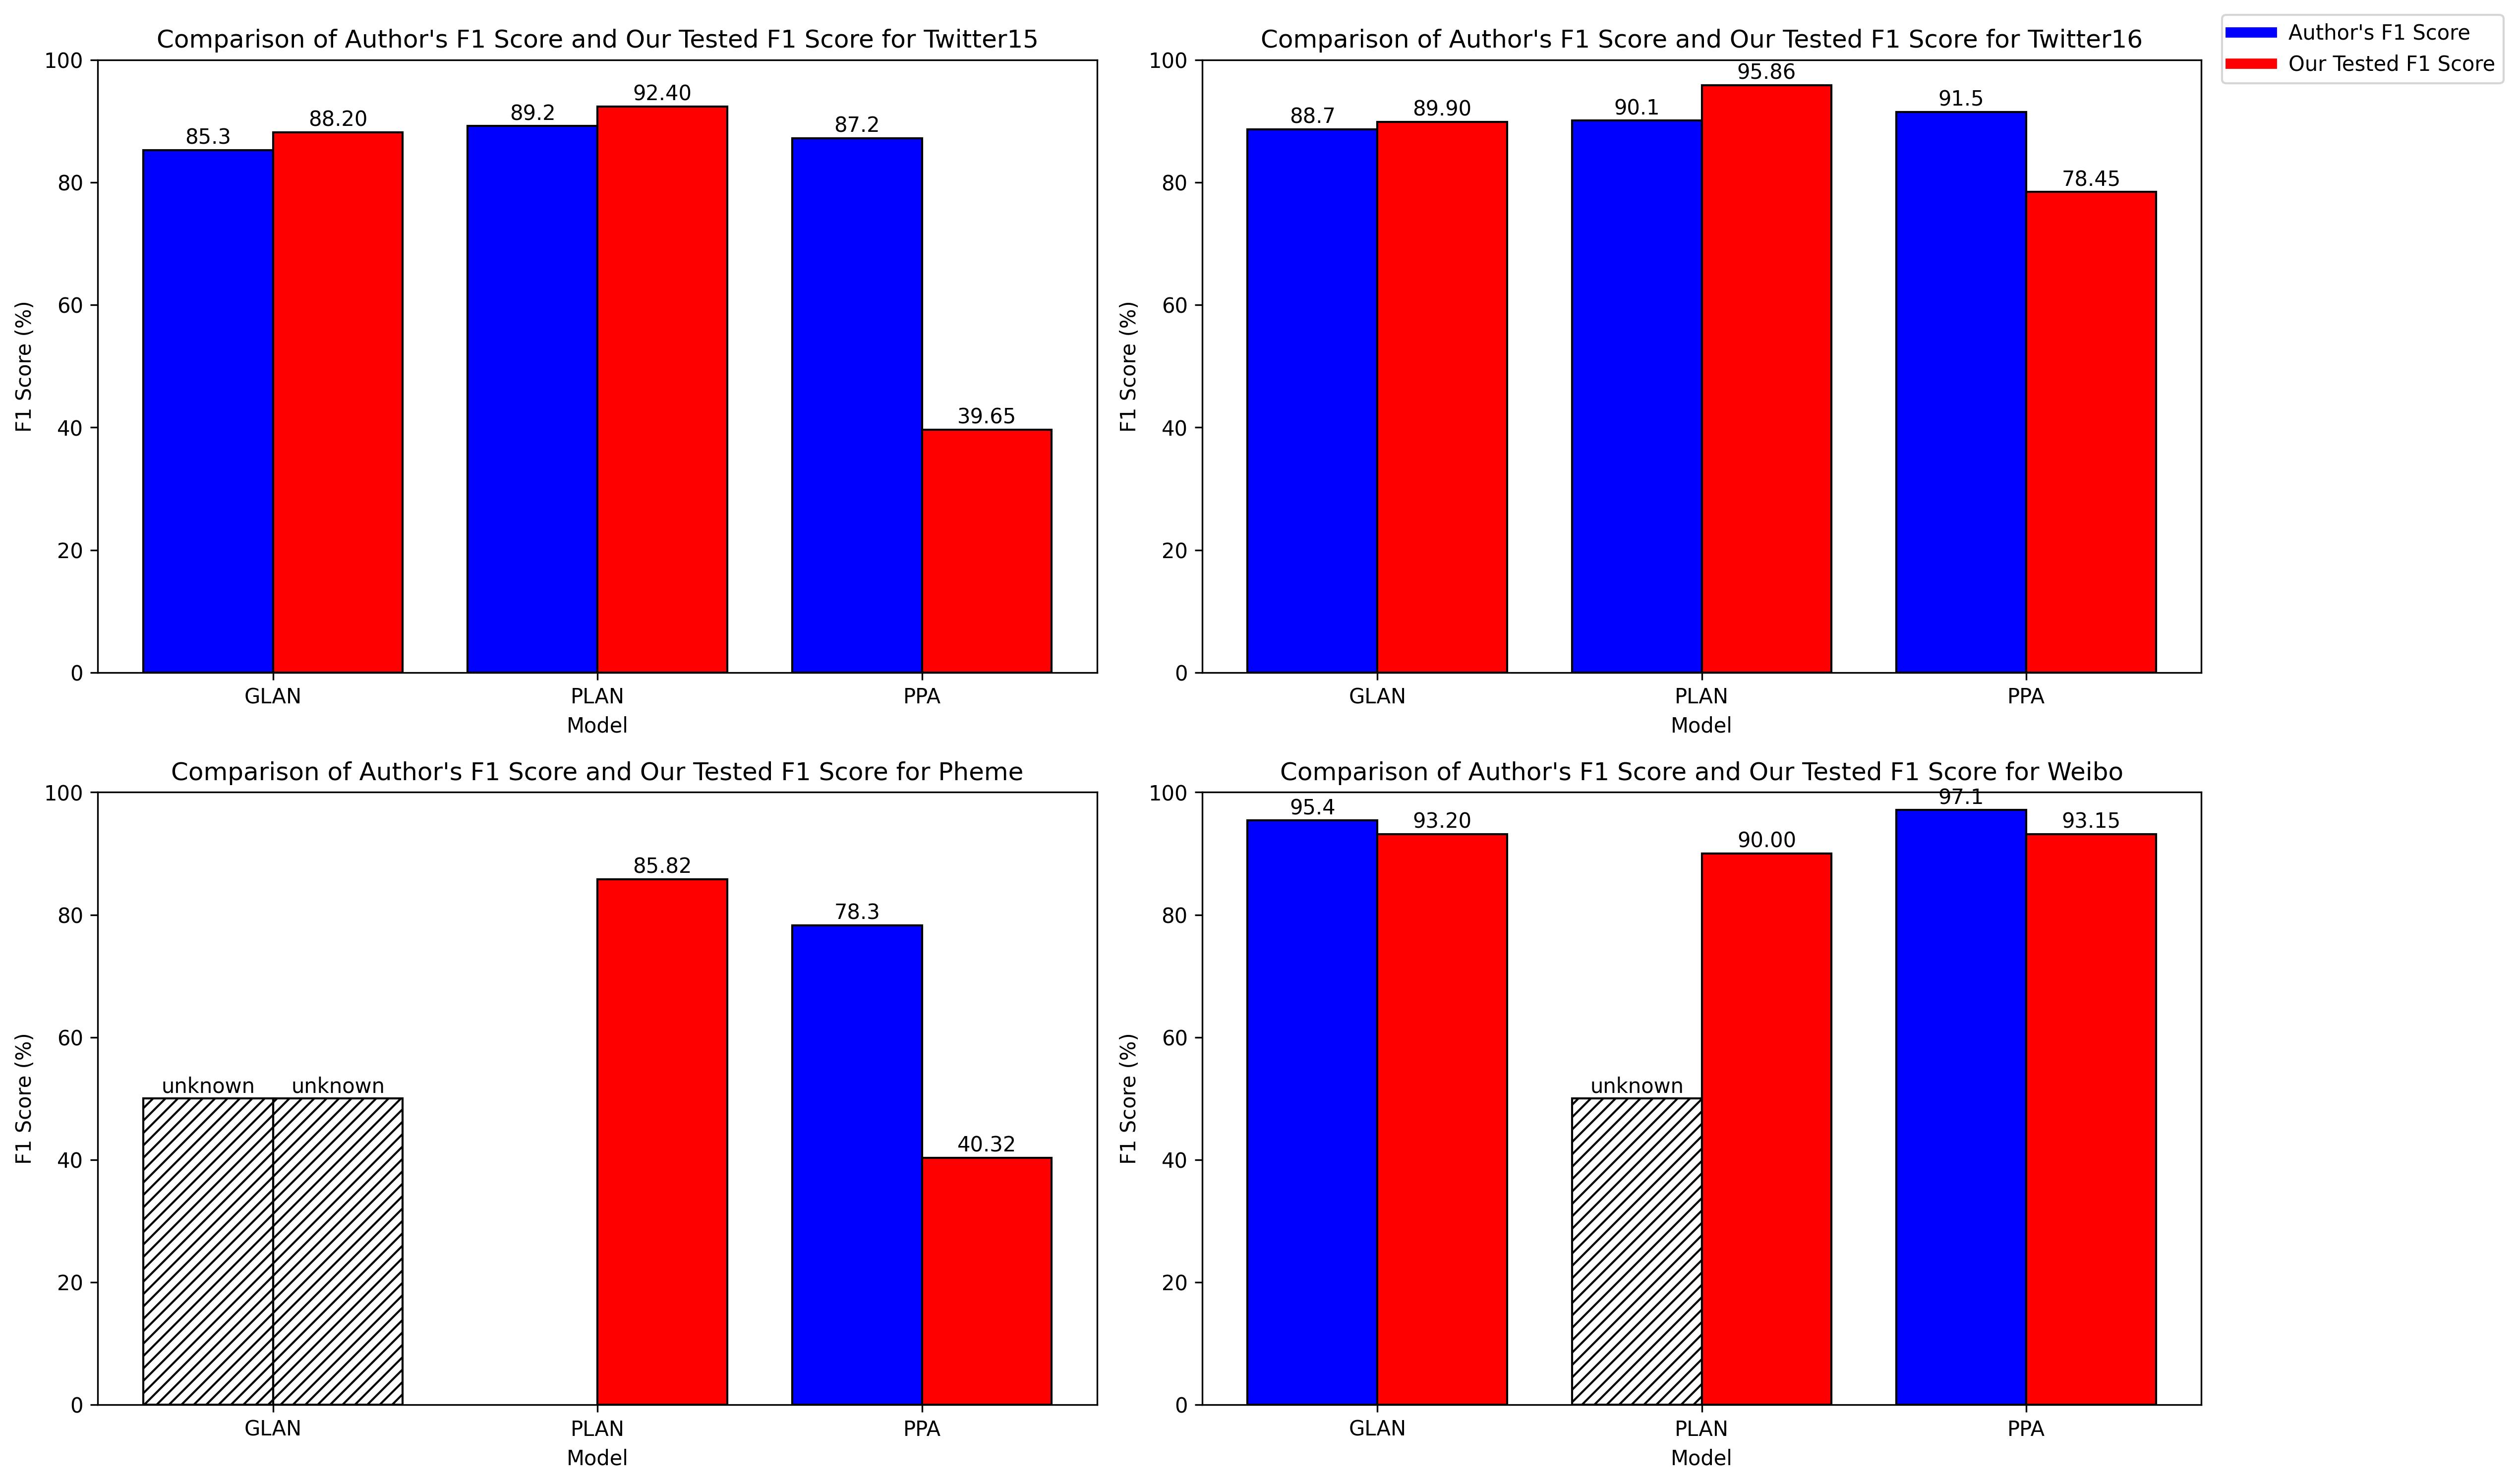 Comparison of Author's F1 Score and Our Tested F1 Score for Twitter15
100
80
60
40
20
0
F1 Score (%)
85.3
88.20
89.2
92.40
87.2
39.65
GLAN
PLAN
PPA
Model
Comparison of Author's F1 Score and Our Tested F1 Score for Twitter16
100
80
60
40
20
0
F1 Score (%)
88.7
89.90
90.1
95.86
91.5
78.45
GLAN
PLAN
PPA
Model
Author's F1 Score
Our Tested F1 Score
Comparison of Author's F1 Score and Our Tested F1 Score for Pheme
100
80
60
40
20
0
F1 Score (%)
unknown
unknown
85.82
78.3
40.32
GLAN
PLAN
PPA
Model
Comparison of Author's F1 Score and Our Tested F1 Score for Weibo
100
80
60
40
20
0
F1 Score (%)
95.4
93.20
unknown
90.00
97.1
93.15
GLAN
PLAN
PPA
Model